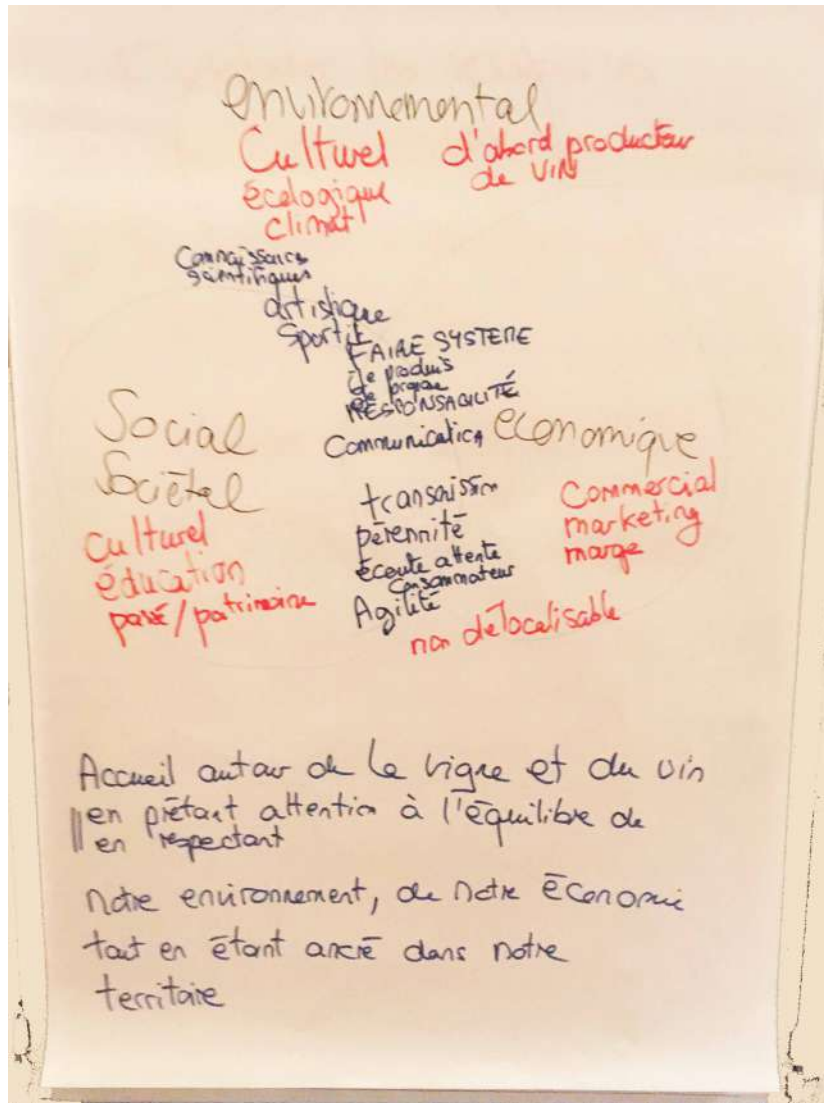 environnemental
Culturel d'abord producteur
écologique de VIN
climat
Connaissances
scientifiques
artistique
Sportif
FAIRE SYSTEME
de produis
RESPONSABILITÉ
Communication
Social
économique
Sociétal
transmission
Commercial
pérennité
marketing
culturel
écoute attente
marge
éducation
consommateur
passé/patrimoine
Agilité
non délocalisable
Accueil autour de la vigne et du vin
en prêtant attention à l'équilibre de
en respectant
notre environnement, de notre économie
tout en étant ancré dans notre
territoire